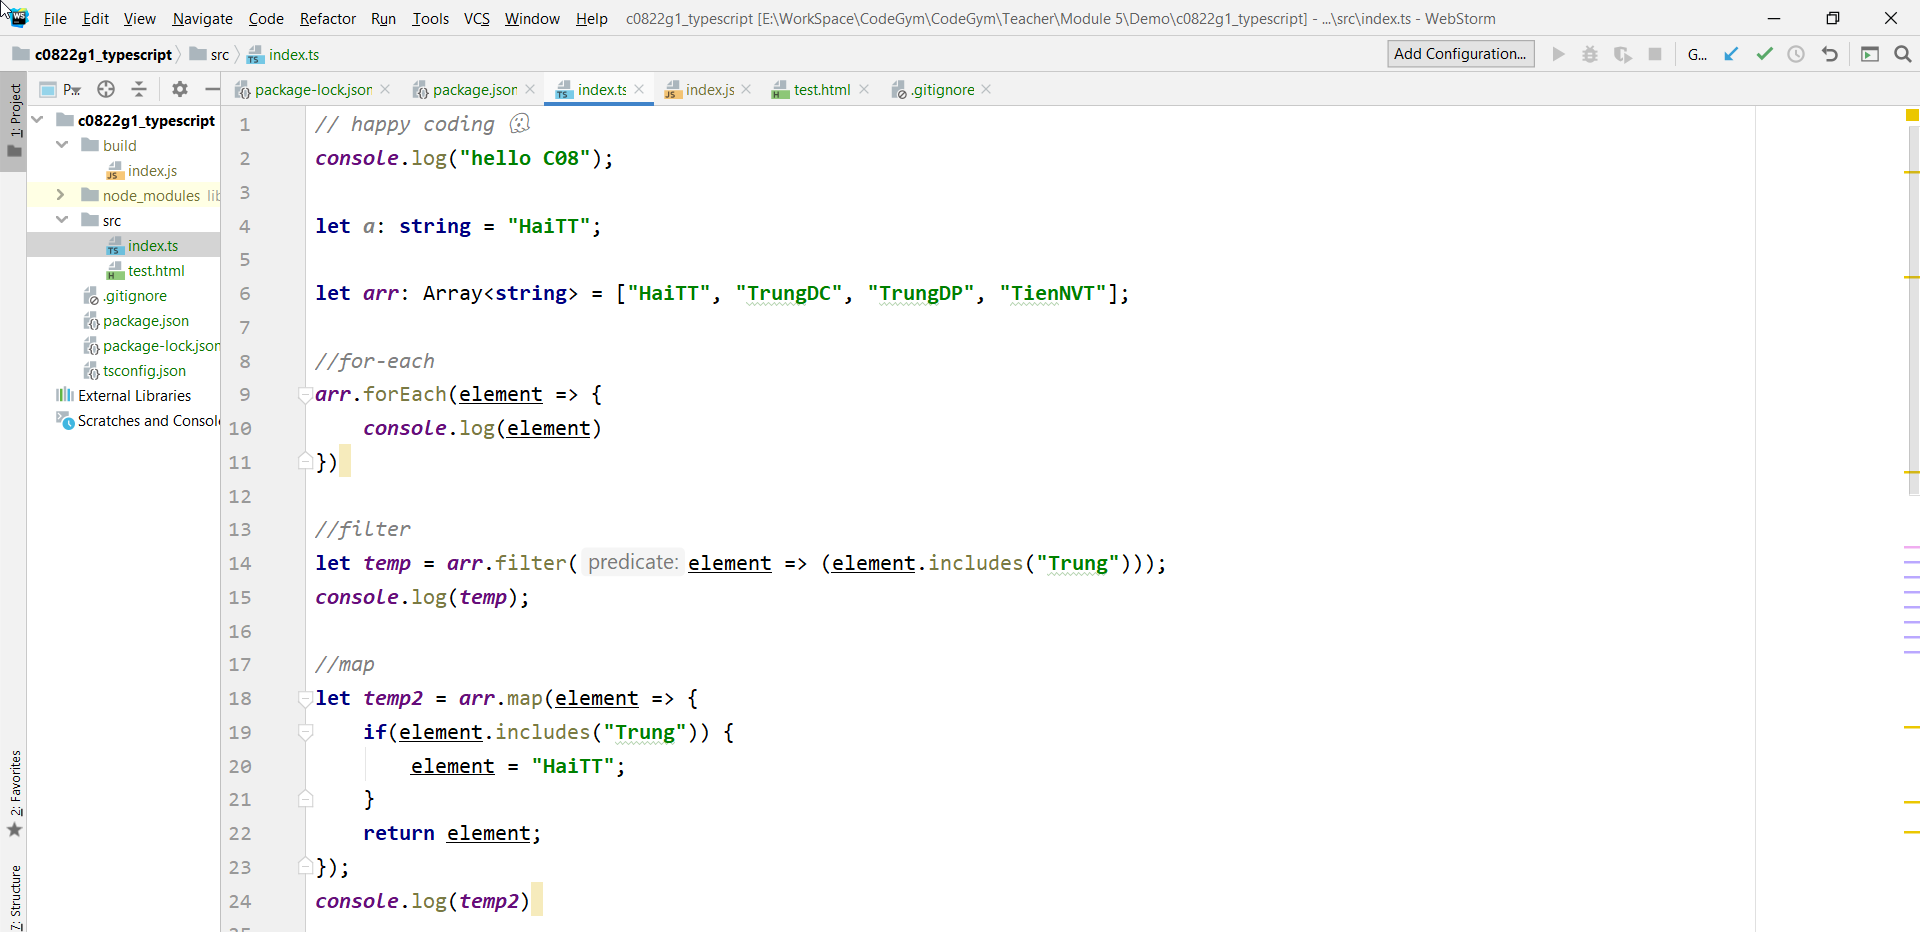 File Edit View Navigate Code Refactor Run Tools VCS Window Help c0822g1_typescript [E:\WorkSpace\CodeGym\CodeGym\Teacher\Module 5\Demo\c0822g1_typescript] - ...\src\index.ts - WebStorm
c0822g1_typescript src index.ts Add Configuration... G...
P... package-lock.json package.json index.ts index.js test.html .gitignore
1: Project
c0822g1_typescript
build
index.js
node_modules lib
src
index.ts
test.html
.gitignore
package.json
package-lock.json
tsconfig.json
External Libraries
Scratches and Consol
2: Favorites
7: Structure
1 // happy coding 👻
2 console.log("hello C08");
3
4 let a: string = "HaiTT";
5
6 let arr: Array<string> = ["HaiTT", "TrungDC", "TrungDP", "TienNVT"];
7
8 //for-each
9 arr.forEach(element => {
10 console.log(element)
11 })
12
13 //filter
14 let temp = arr.filter( predicate: element => (element.includes("Trung")));
15 console.log(temp);
16
17 //map
18 let temp2 = arr.map(element => {
19 if(element.includes("Trung")) {
20 element = "HaiTT";
21 }
22 return element;
23 });
24 console.log(temp2)